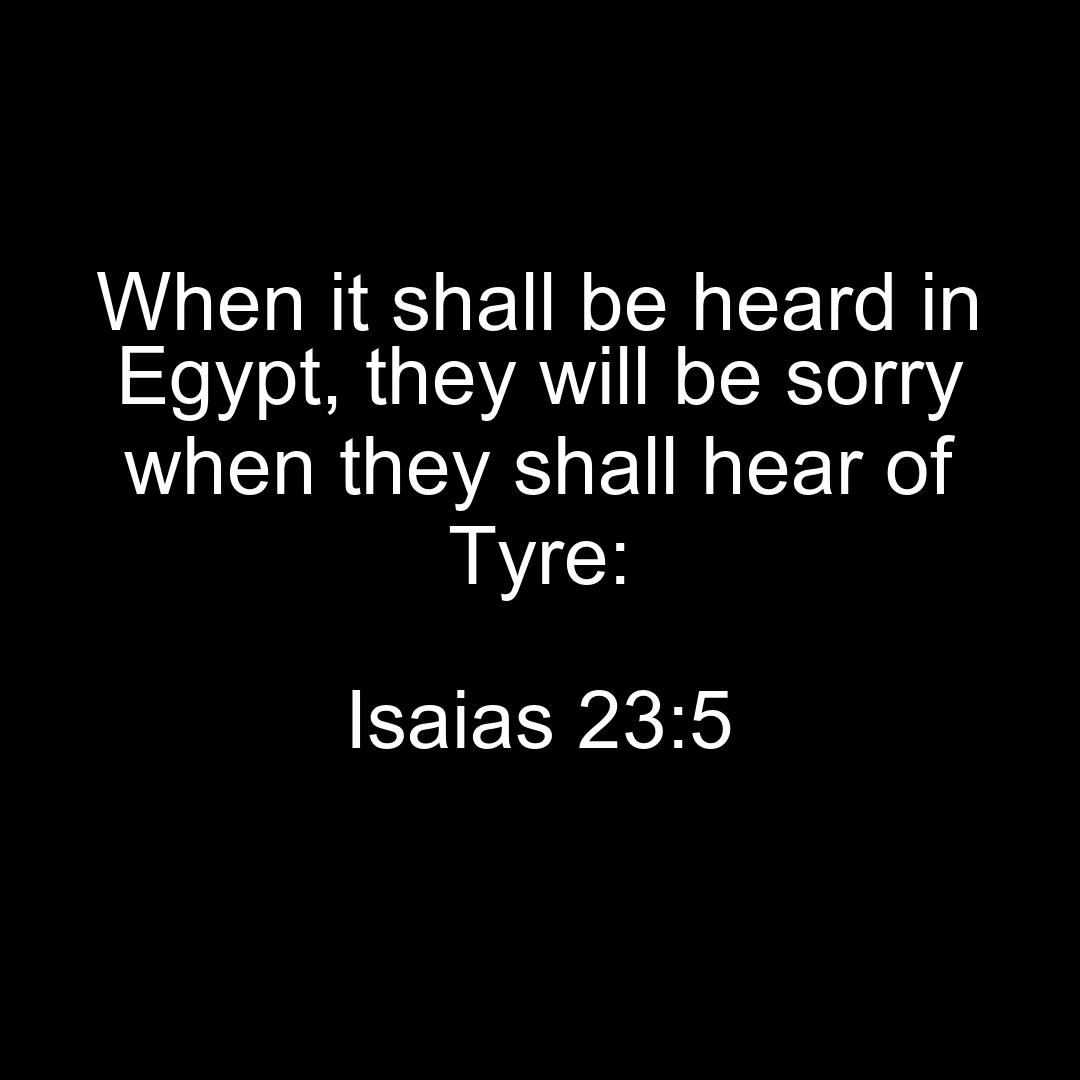 When it shall be heard in
Egypt, they will be sorry
when they shall hear of
Tyre:
Isaias 23:5